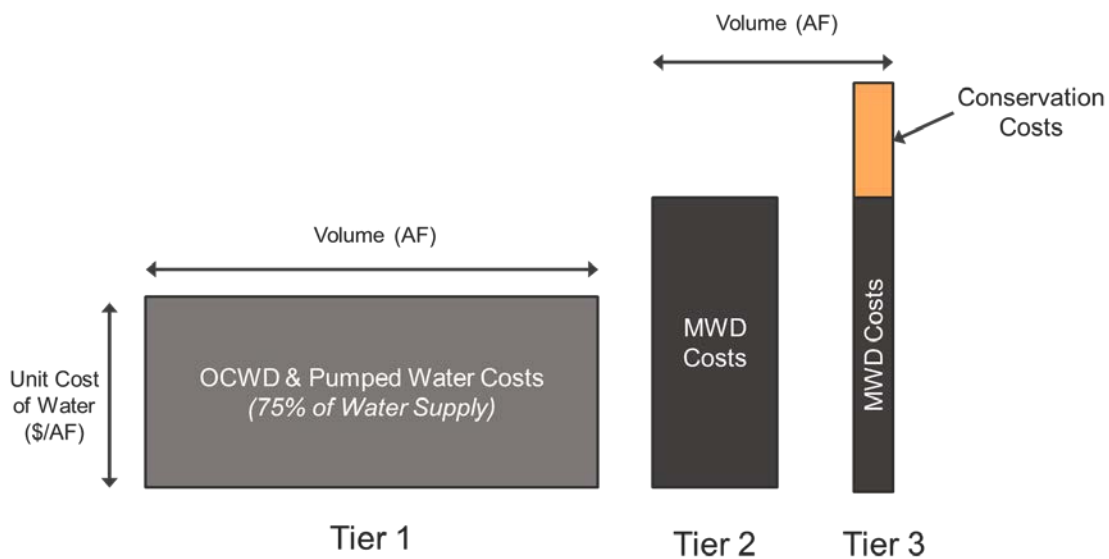 Volume (AF)
Conservation
Costs
Volume (AF)
Unit Cost
of Water
($/AF)
OCWD & Pumped Water Costs
(75% of Water Supply)
MWD
Costs
MWD Costs
Tier 1
Tier 2
Tier 3